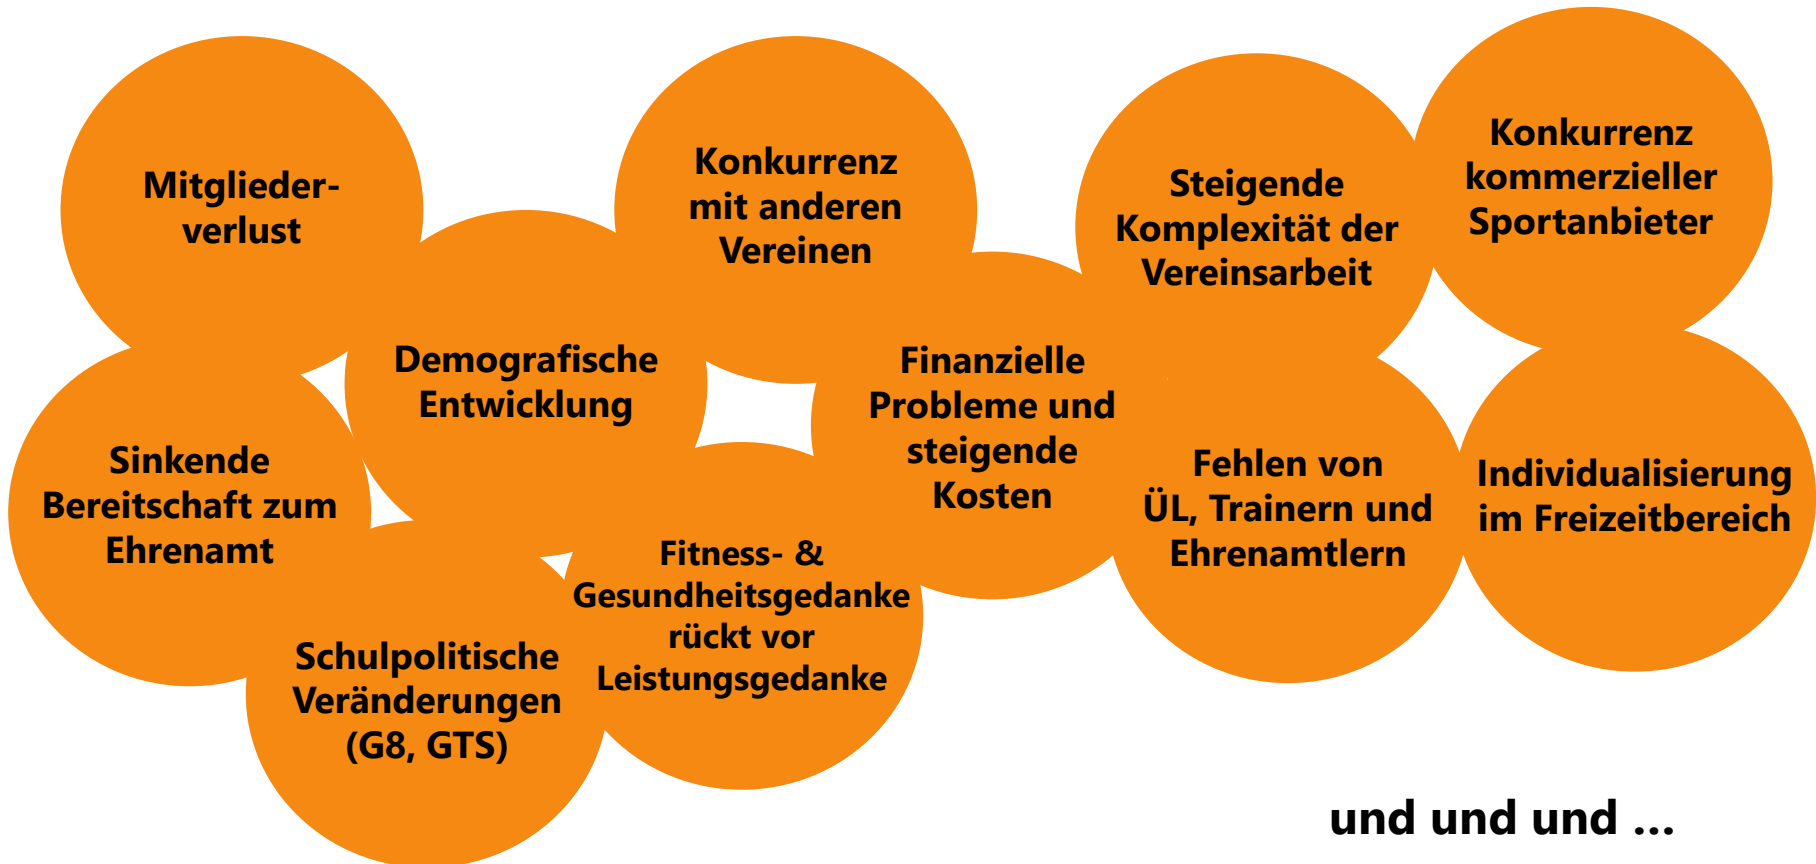 Mitglieder-
verlust
Konkurrenz
mit anderen
Vereinen
Steigende
Komplexität der
Vereinsarbeit
Konkurrenz
kommerzieller
Sportanbieter
Demografische
Entwicklung
Finanzielle
Probleme und
steigende
Kosten
Sinkende
Bereitschaft zum
Ehrenamt
Fehlen von
ÜL, Trainern und
Ehrenamtlern
Individualisierung
im Freizeitbereich
Fitness- &
Gesundheitsgedanke
rückt vor
Leistungsgedanke
Schulpolitische
Veränderungen
(G8, GTS)
und und und ...